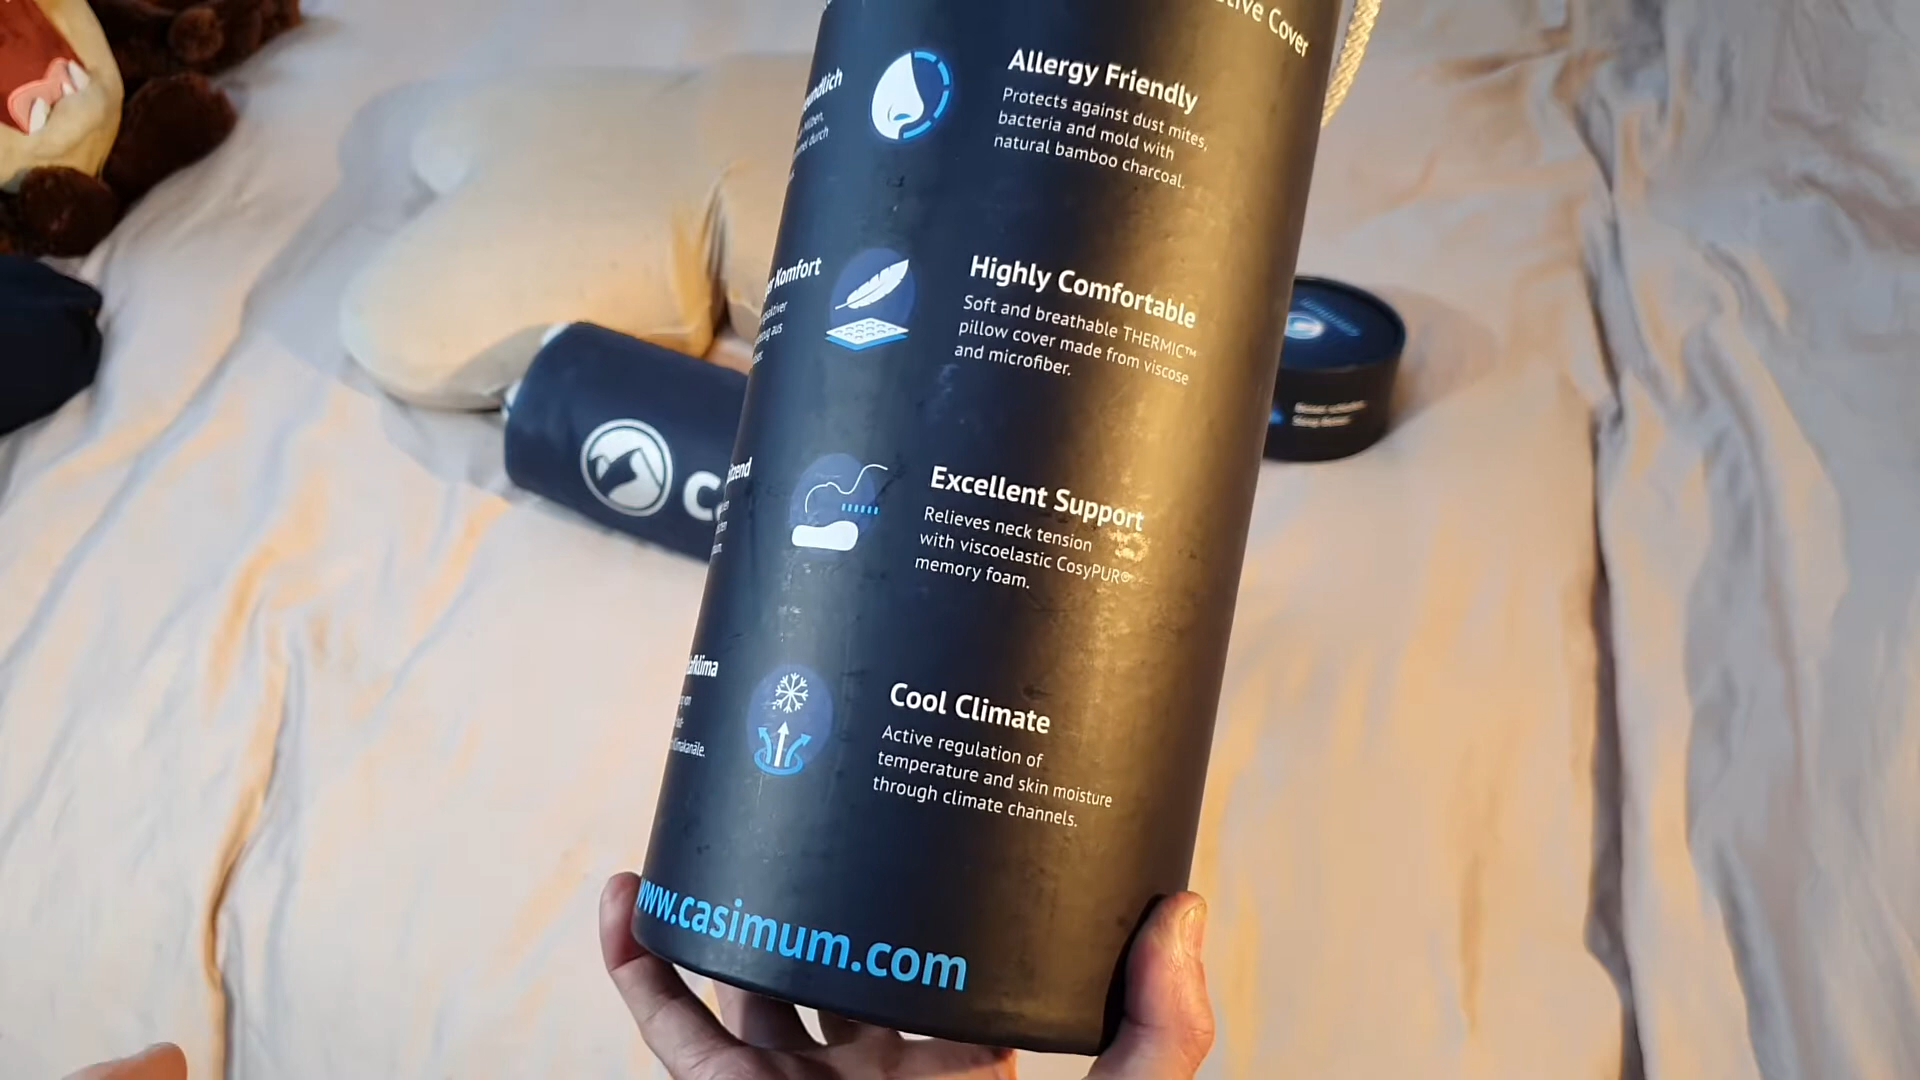 Cover
Allergy Friendly
Protects against dust mites,
bacteria and mold with
natural bamboo charcoal.
Komfort
Highly Comfortable
Soft and breathable THERMIC™
pillow cover made from viscose
and microfiber.
Excellent Support
Relieves neck tension
with viscoelastic CosyPUR®
memory foam.
Cool Climate
Active regulation of
temperature and skin moisture
through climate channels.
www.casimum.com